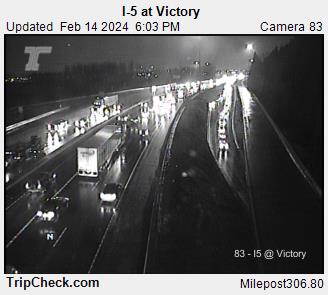 I-5 at Victory
Updated  Feb 14 2024  6:03 PM
Camera 83
T
N
83 - I5 @ Victory
TripCheck.com
Milepost306.80